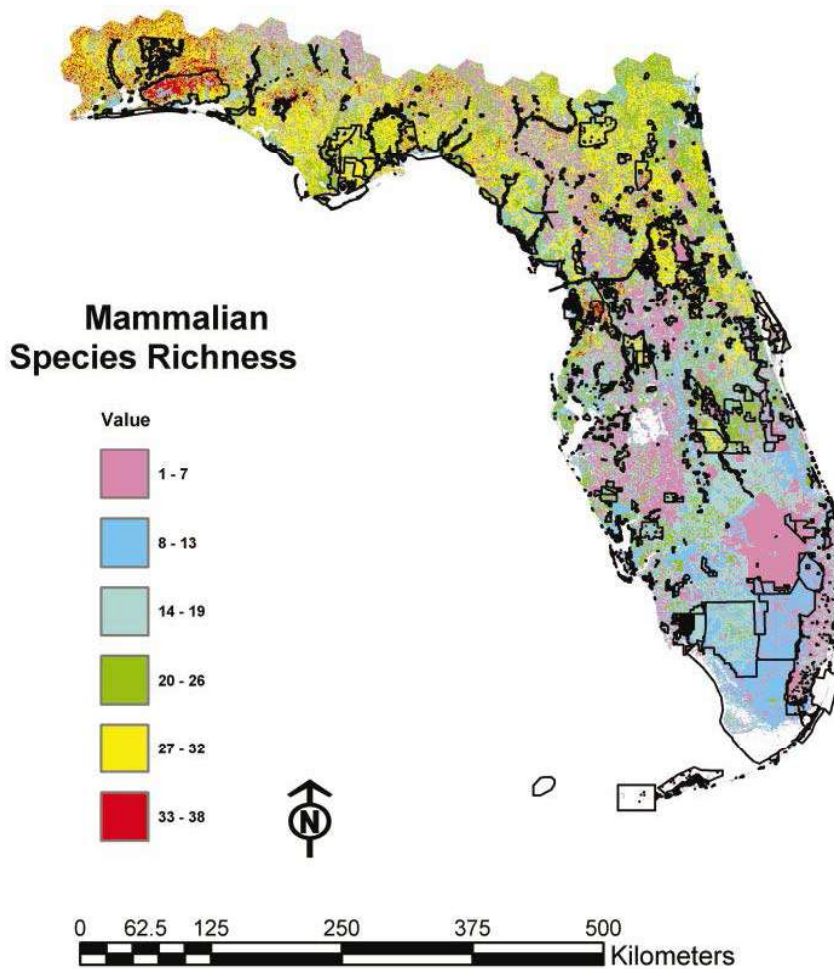 Mammalian
Species Richness
Value
1 - 7
8 - 13
14 - 19
20 - 26
27 - 32
33 - 38
N
0 62.5 125 250 375 500
Kilometers